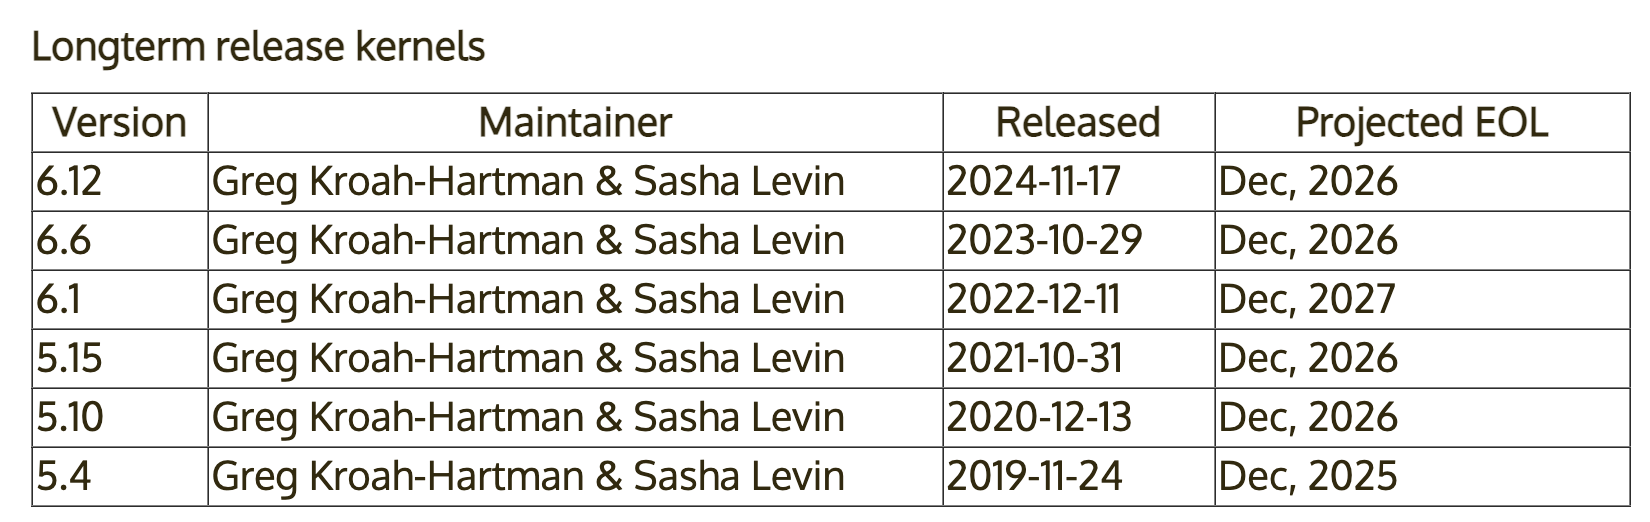 Longterm release kernels
Version Maintainer Released Projected EOL
6.12 Greg Kroah-Hartman & Sasha Levin 2024-11-17 Dec, 2026
6.6 Greg Kroah-Hartman & Sasha Levin 2023-10-29 Dec, 2026
6.1 Greg Kroah-Hartman & Sasha Levin 2022-12-11 Dec, 2027
5.15 Greg Kroah-Hartman & Sasha Levin 2021-10-31 Dec, 2026
5.10 Greg Kroah-Hartman & Sasha Levin 2020-12-13 Dec, 2026
5.4 Greg Kroah-Hartman & Sasha Levin 2019-11-24 Dec, 2025